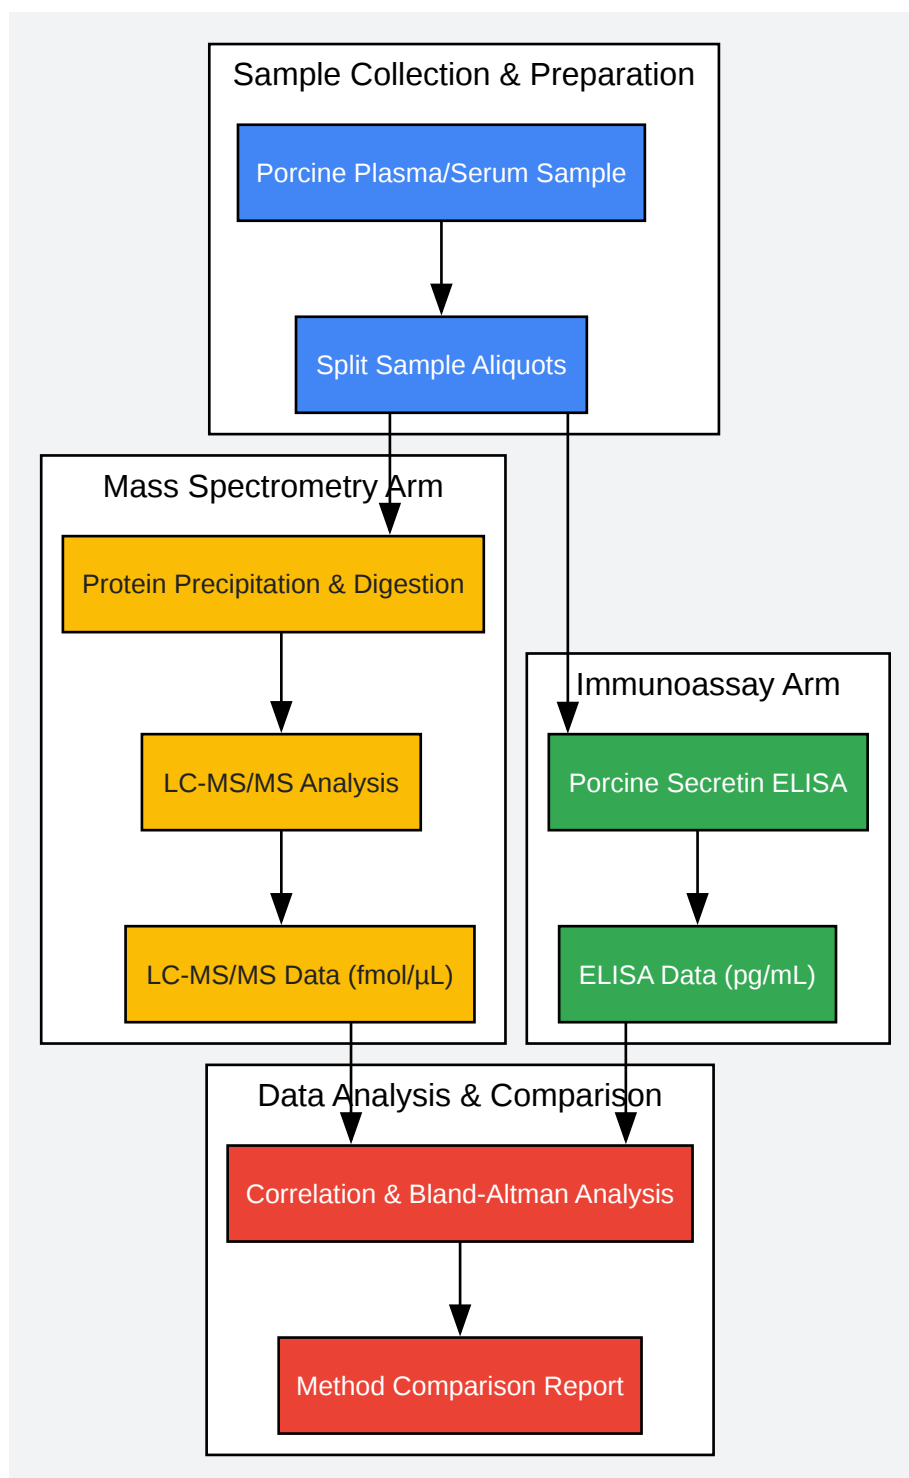 Sample Collection & Preparation
Porcine Plasma/Serum Sample
Split Sample Aliquots
Mass Spectrometry Arm
Protein Precipitation & Digestion
LC-MS/MS Analysis
LC-MS/MS Data (fmol/µL)
Immunoassay Arm
Porcine Secretin ELISA
ELISA Data (pg/mL)
Data Analysis & Comparison
Correlation & Bland-Altman Analysis
Method Comparison Report